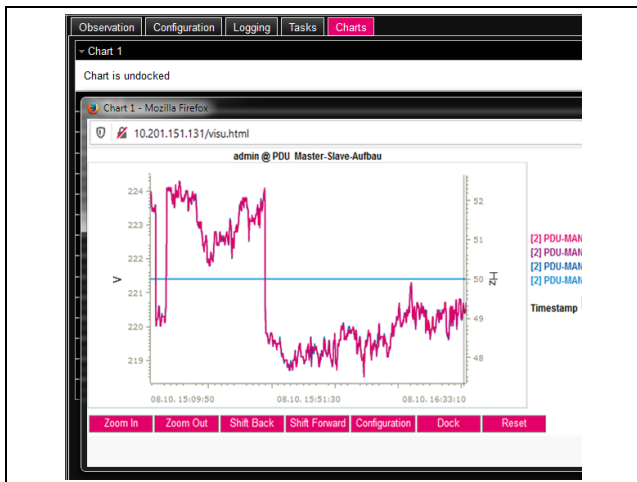 Observation Configuration Logging Tasks Charts
Chart 1
Chart is undocked
Chart 1 - Mozilla Firefox
10.201.151.131/visu.html
admin @ PDU Master-Slave-Aufbau
224
223
222
221
220
219
V
52
51
50
49
48
Hz
08.10. 15:09:50 08.10. 15:51:30 08.10. 16:33:10
[2] PDU-MAN
[2] PDU-MAN
[2] PDU-MAN
[2] PDU-MAN
Timestamp
Zoom In Zoom Out Shift Back Shift Forward Configuration Dock Reset